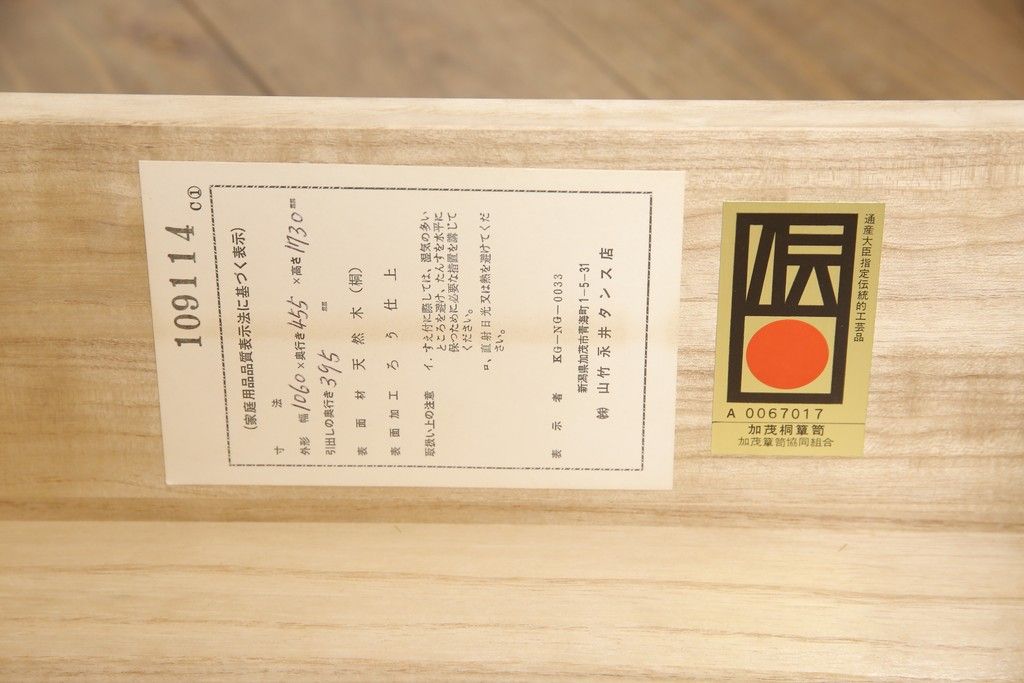 109114 C①
(家庭用品品質表示法に基づく表示)
寸法
外形 幅1060×奥行き455×高さ1730㎜
引出しの奥行き395㎜
表面材 天然木(桐)
表面加工 ろう仕上
取扱い上の注意 イ.すえ付に際しては、湿気の多い
ところを避け、たんすを水平に
保つために必要な措置を講じて
ください。
ロ、直射日光又は熱を避けてくだ
さい。
表示者 KG-NG-0033
新潟県加茂市青海町1-5-31
㈱ 山竹永井タンス店
通産大臣指定伝統的工芸品
伝
A 0067017
加茂桐簞笥
加茂簞笥協同組合